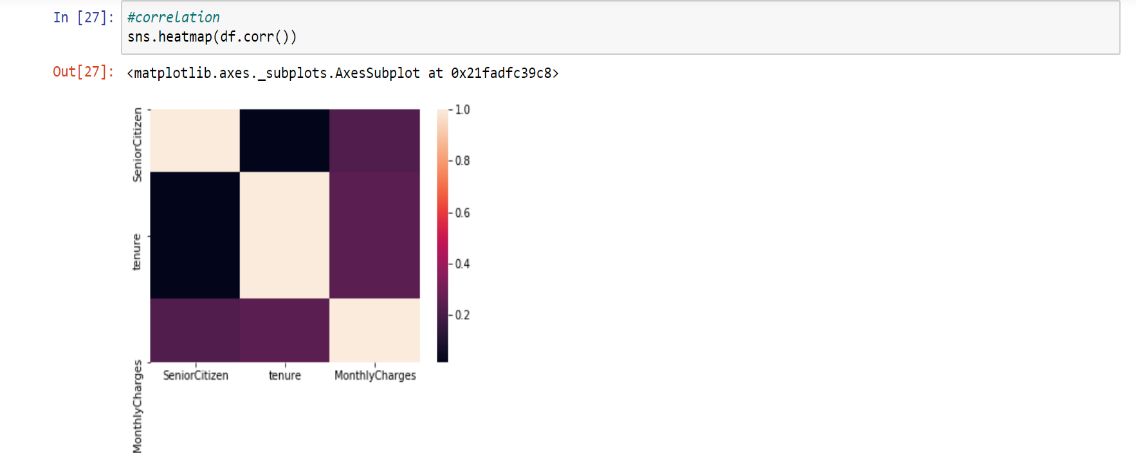 In [27]: #correlation
sns.heatmap(df.corr())
Out[27]: <matplotlib.axes._subplots.AxesSubplot at 0x21fadfc39c8>
SeniorCitizen
tenure
MonthlyCharges
SeniorCitizen tenure MonthlyCharges
1.0
0.8
0.6
0.4
0.2